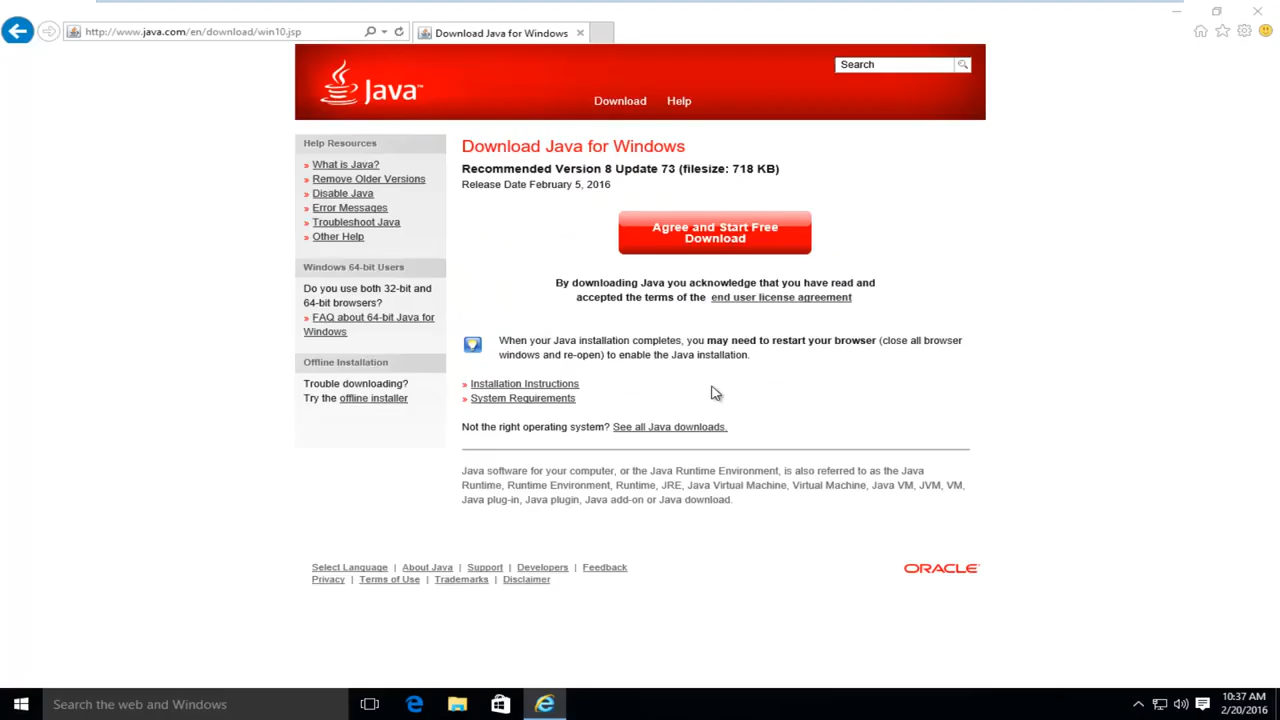 http://www.java.com/en/download/win10.jsp
Download Java for Windows
Search
Java™
Download Help
Help Resources
» What is Java?
» Remove Older Versions
» Disable Java
» Error Messages
» Troubleshoot Java
» Other Help
Windows 64-bit Users
Do you use both 32-bit and
64-bit browsers?
» FAQ about 64-bit Java for
Windows
Offline Installation
Trouble downloading?
Try the offline installer
Download Java for Windows
Recommended Version 8 Update 73 (filesize: 718 KB)
Release Date February 5, 2016
Agree and Start Free
Download
By downloading Java you acknowledge that you have read and
accepted the terms of the end user license agreement
When your Java installation completes, you may need to restart your browser (close all browser
windows and re-open) to enable the Java installation.
» Installation Instructions
» System Requirements
Not the right operating system? See all Java downloads.
Java software for your computer, or the Java Runtime Environment, is also referred to as the Java
Runtime, Runtime Environment, Runtime, JRE, Java Virtual Machine, Virtual Machine, Java VM, JVM, VM,
Java plug-in, Java plugin, Java add-on or Java download.
Select Language | About Java | Support | Developers | Feedback
Privacy | Terms of Use | Trademarks | Disclaimer
ORACLE
Search the web and Windows
10:37 AM
2/20/2016